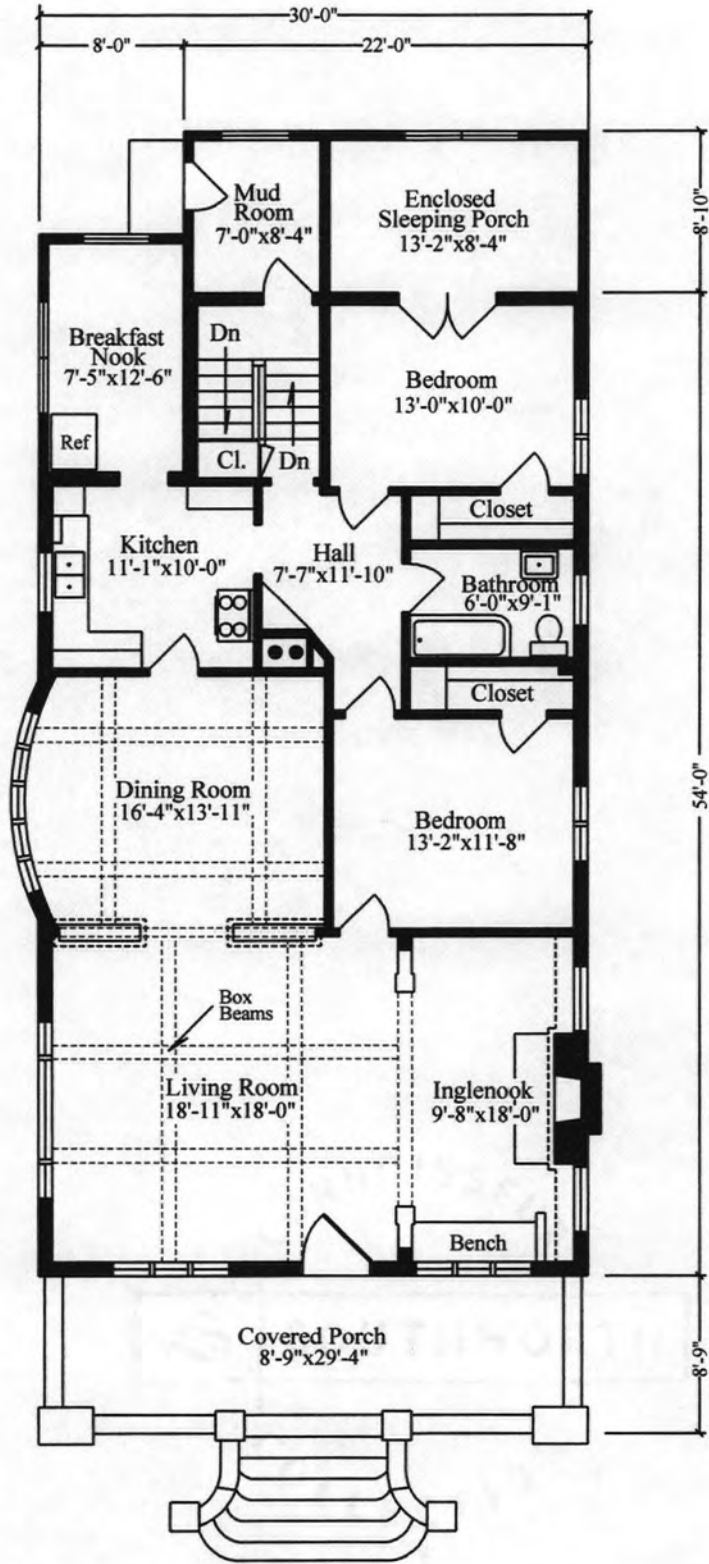 30'-0"
8'-0"
22'-0"
Mud
Room
7'-0"x8'-4"
Enclosed
Sleeping Porch
13'-2"x8'-4"
8'-10"
Breakfast
Nook
7'-5"x12'-6"
Dn
Bedroom
13'-0"x10'-0"
Ref
Cl.
Dn
Closet
Kitchen
11'-1"x10'-0"
Hall
7'-7"x11'-10"
Bathroom
6'-0"x9'-1"
Closet
Dining Room
16'-4"x13'-11"
54'-0"
Bedroom
13'-2"x11'-8"
Box
Beams
Living Room
18'-11"x18'-0"
Inglenook
9'-8"x18'-0"
Bench
Covered Porch
8'-9"x29'-4"
8'-9"